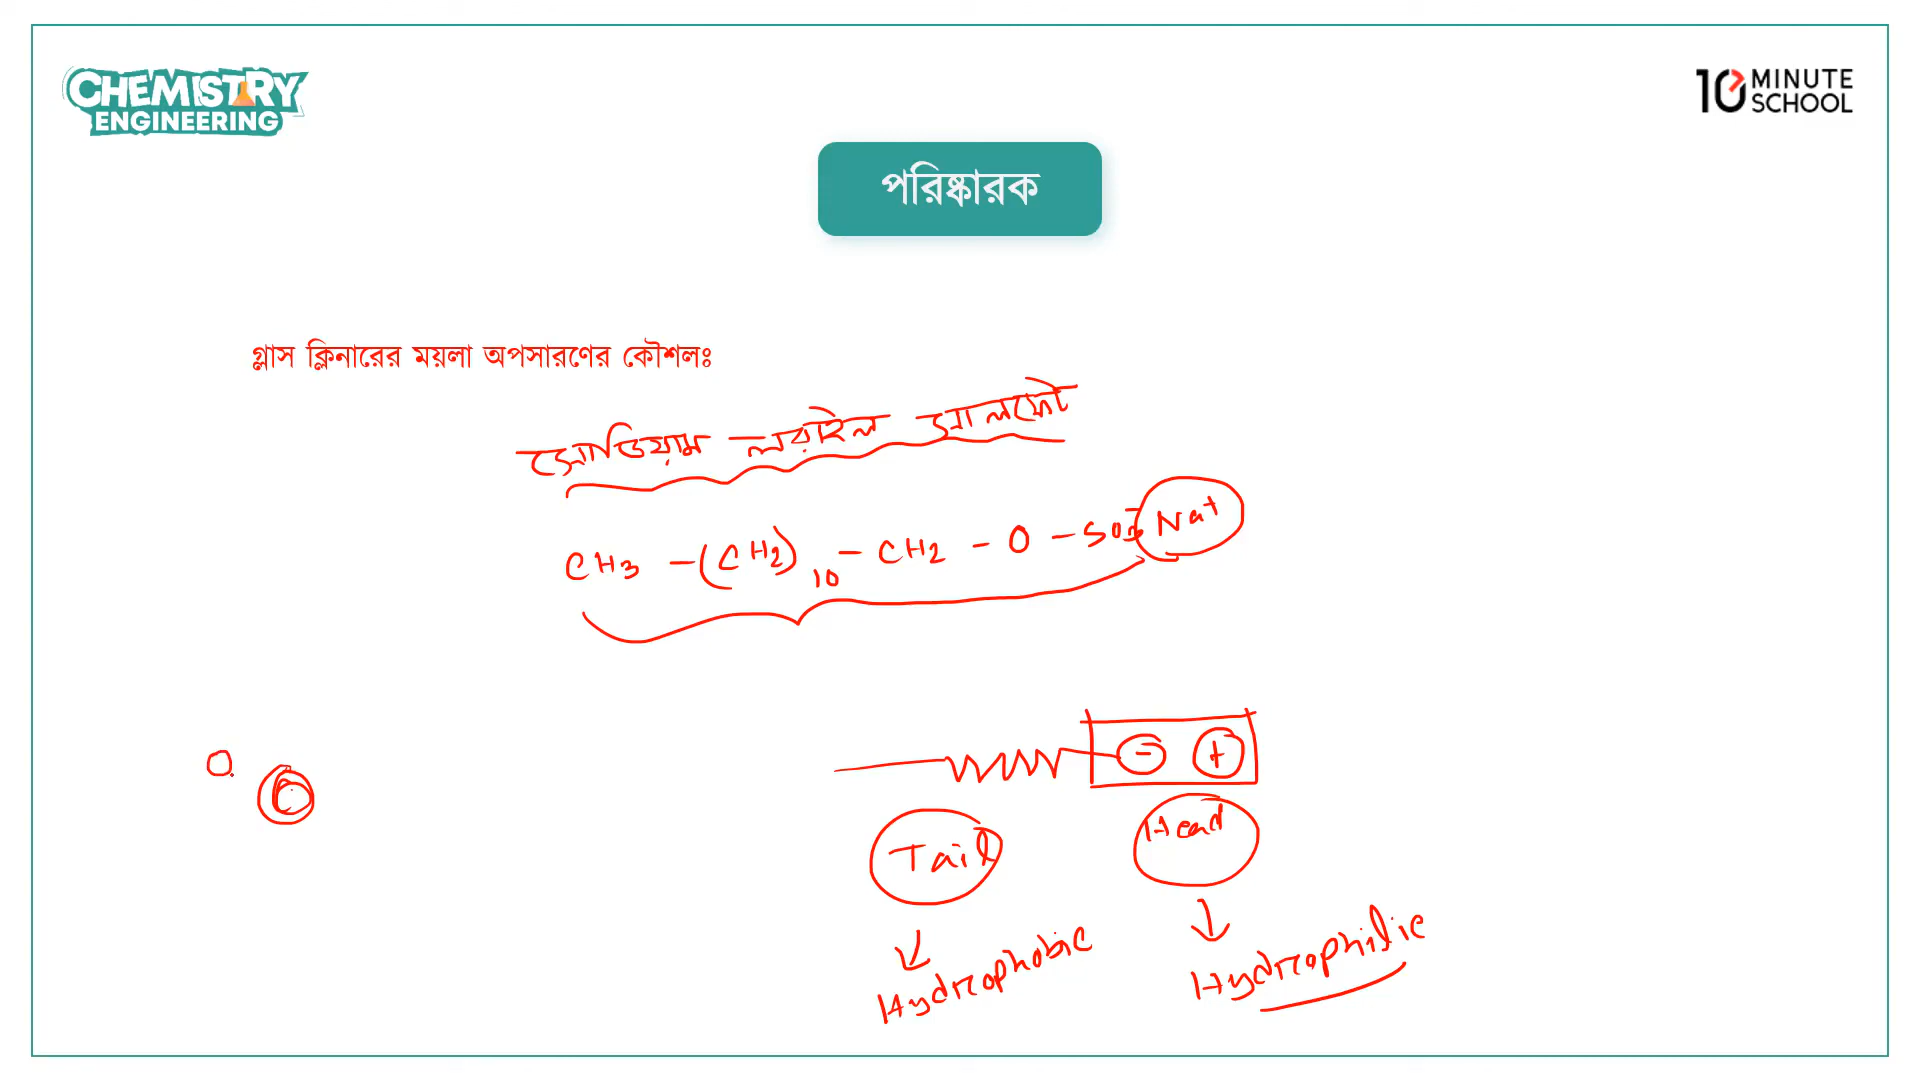 CHEMISTRY
ENGINEERING
10 MINUTE
SCHOOL
পরিষ্কারক
গ্লাস ক্লিনারের ময়লা অপসারণের কৌশলঃ
সোডিয়াম লরাইল সালফেট
CH3 – (CH2)10 – CH2 – O – SO3⁻ Na+
− +
Tail Head
Hydrophobic Hydrophilic